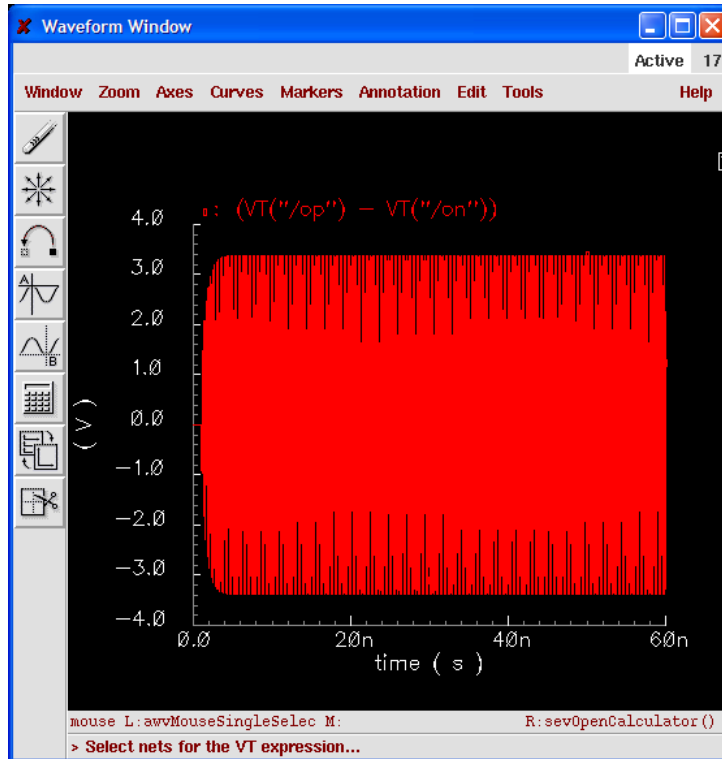 Waveform Window
Active 17
Window Zoom Axes Curves Markers Annotation Edit Tools Help
A
B
: (VT("/op") - VT("/on"))
4.0
3.0
2.0
1.0
0.0
-1.0
-2.0
-3.0
-4.0
(V)
0.0 20n 40n 60n
time ( s )
mouse L:awvMouseSingleSelec M: R:sevOpenCalculator()
> Select nets for the VT expression...